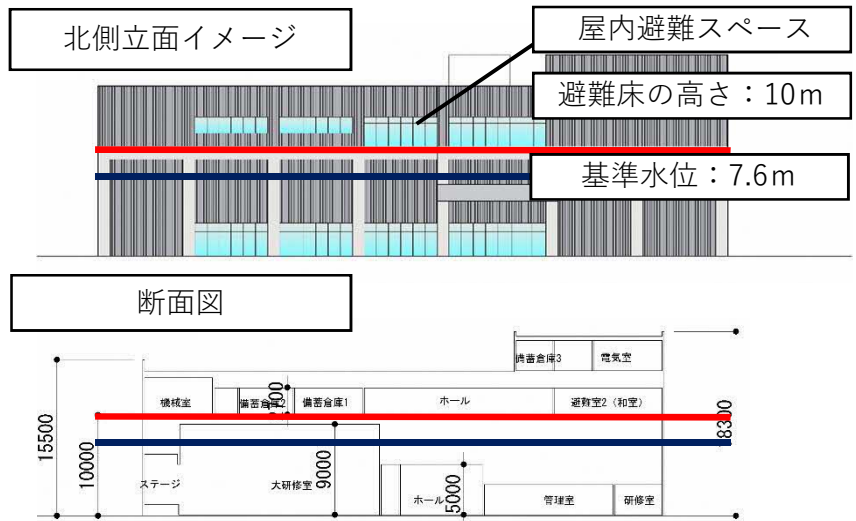 北側立面イメージ
屋内避難スペース
避難床の高さ：10ｍ
基準水位：7.6ｍ
断面図
備蓄倉庫3
電気室
機械室
備蓄倉庫2
備蓄倉庫1
ホール
避難室2（和室）
15500
10000
ステージ
大研修室
9000
ホール
5000
管理室
研修室